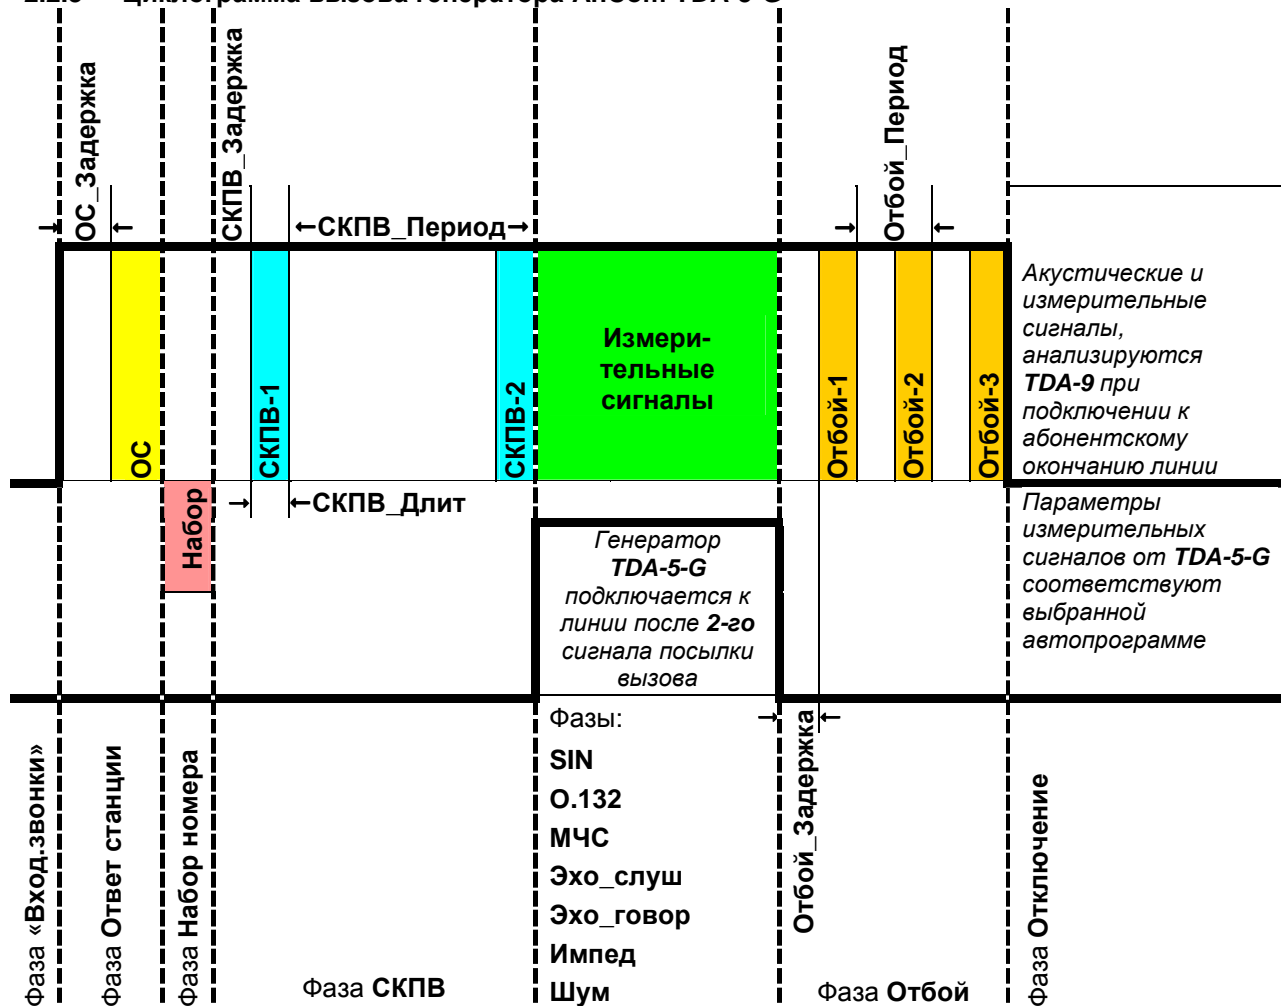 ОС_Задержка
СКПВ_Задержка
Отбой_Период
→
←
←СКПВ_Период→
→
←
ОС
СКПВ-1
СКПВ-2
Измери-
тельные
сигналы
Отбой-1
Отбой-2
Отбой-3
Акустические и
измерительные
сигналы,
анализируются
TDA-9 при
подключении к
абонентскому
окончанию линии
Набор
→
←СКПВ_Длит
Генератор
TDA-5-G
подключается к
линии после 2-го
сигнала посылки
вызова
Параметры
измерительных
сигналов от TDA-5-G
соответствуют
выбранной
автопрограмме
Фаза «Вход.звонки»
Фаза Ответ станции
Фаза Набор номера
Фаза СКПВ
Фазы:
SIN
O.132
МЧС
Эхо_слуш
Эхо_говор
Импед
Шум
→
←
Отбой_Задержка
Фаза Отбой
Фаза Отключение